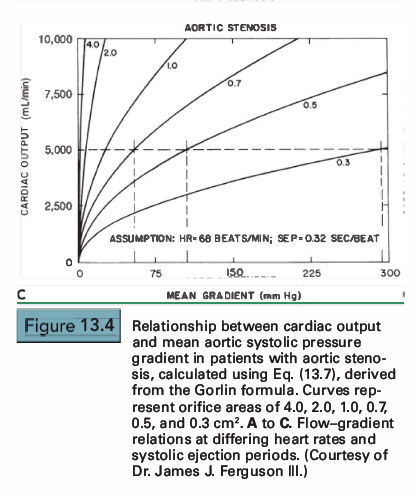 AORTIC STENOSIS
10,000
4.0
2.0
1.0
0.7
7,500
0.5
CARDIAC OUTPUT (mL/min)
5,000
0.3
2,500
ASSUMPTION: HR=68 BEATS/MIN; SEP=0.32 SEC/BEAT
0
0 75 150 225 300
C MEAN GRADIENT (mm Hg)
Figure 13.4
Relationship between cardiac output
and mean aortic systolic pressure
gradient in patients with aortic steno-
sis, calculated using Eq. (13.7), derived
from the Gorlin formula. Curves rep-
resent orifice areas of 4.0, 2.0, 1.0, 0.7,
0.5, and 0.3 cm². A to C. Flow–gradient
relations at differing heart rates and
systolic ejection periods. (Courtesy of
Dr. James J. Ferguson III.)